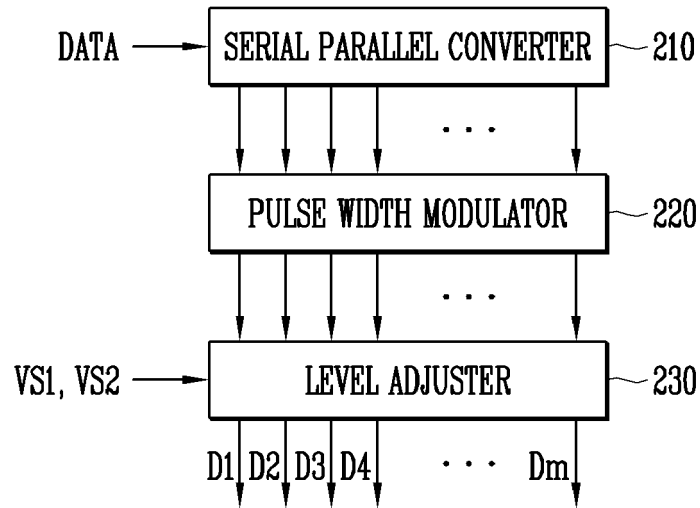 DATA SERIAL PARALLEL CONVERTER 210
. . .
PULSE WIDTH MODULATOR 220
. . .
VS1, VS2 LEVEL ADJUSTER 230
D1 D2 D3 D4 . . . Dm